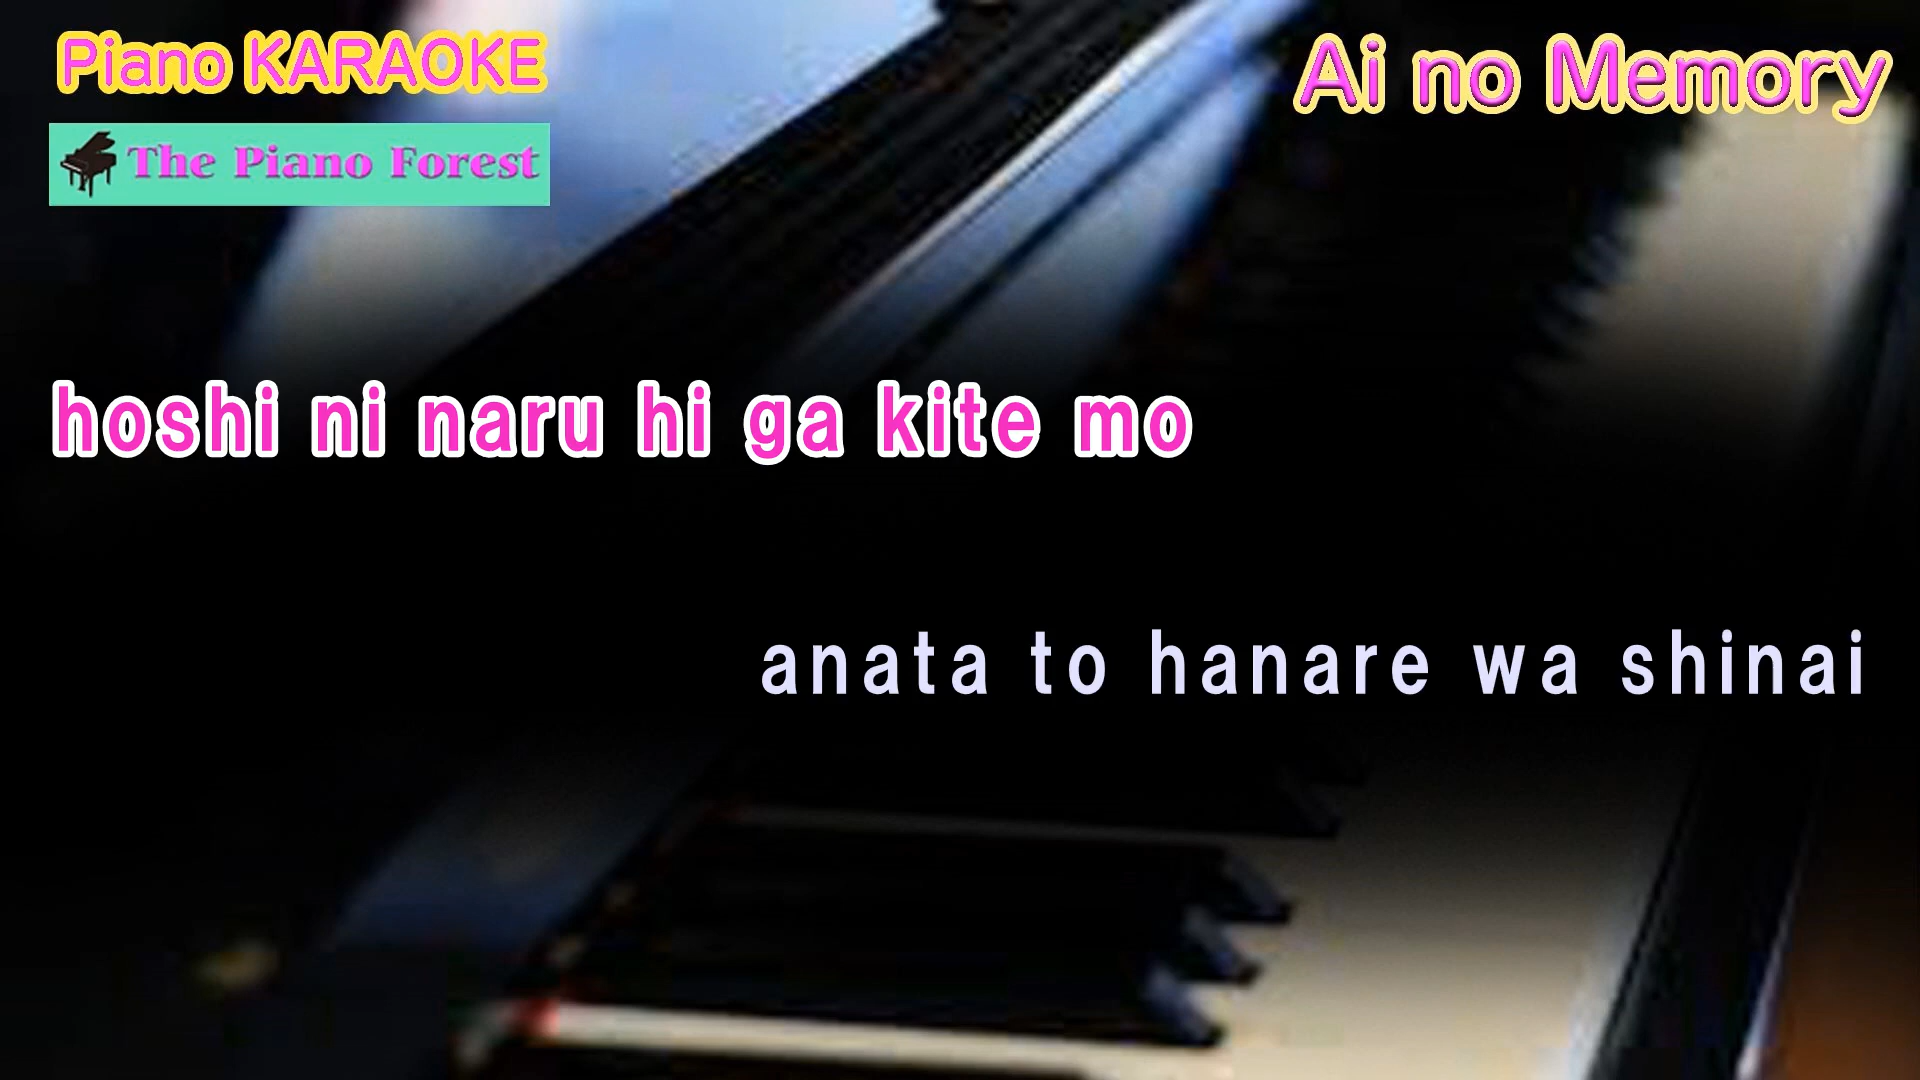 Piano KARAOKE
Ai no Memory
The Piano Forest
hoshi ni naru hi ga kite mo
anata to hanare wa shinai